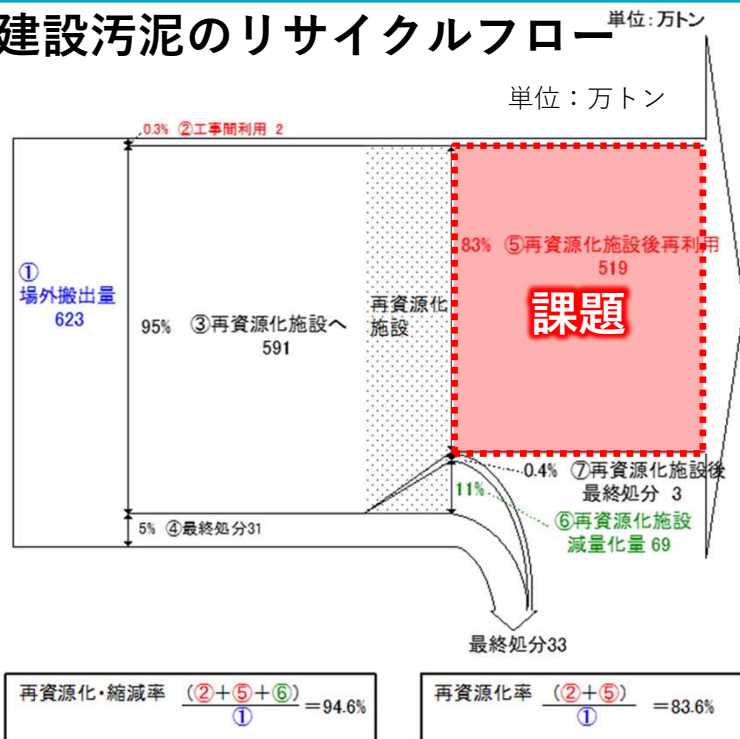 建設汚泥のリサイクルフロー
単位：万トン
単位：万トン
0.3% ②工事間利用 2
①
場外搬出量
623
95% ③再資源化施設へ
591
再資源化
施設
83% ⑤再資源化施設後再利用
519
課題
0.4% ⑦再資源化施設後
最終処分 3
11%
⑥再資源化施設
減量化量 69
5% ④最終処分31
最終処分33
再資源化・縮減率 (②+⑤+⑥)/① =94.6%
再資源化率 (②+⑤)/① =83.6%